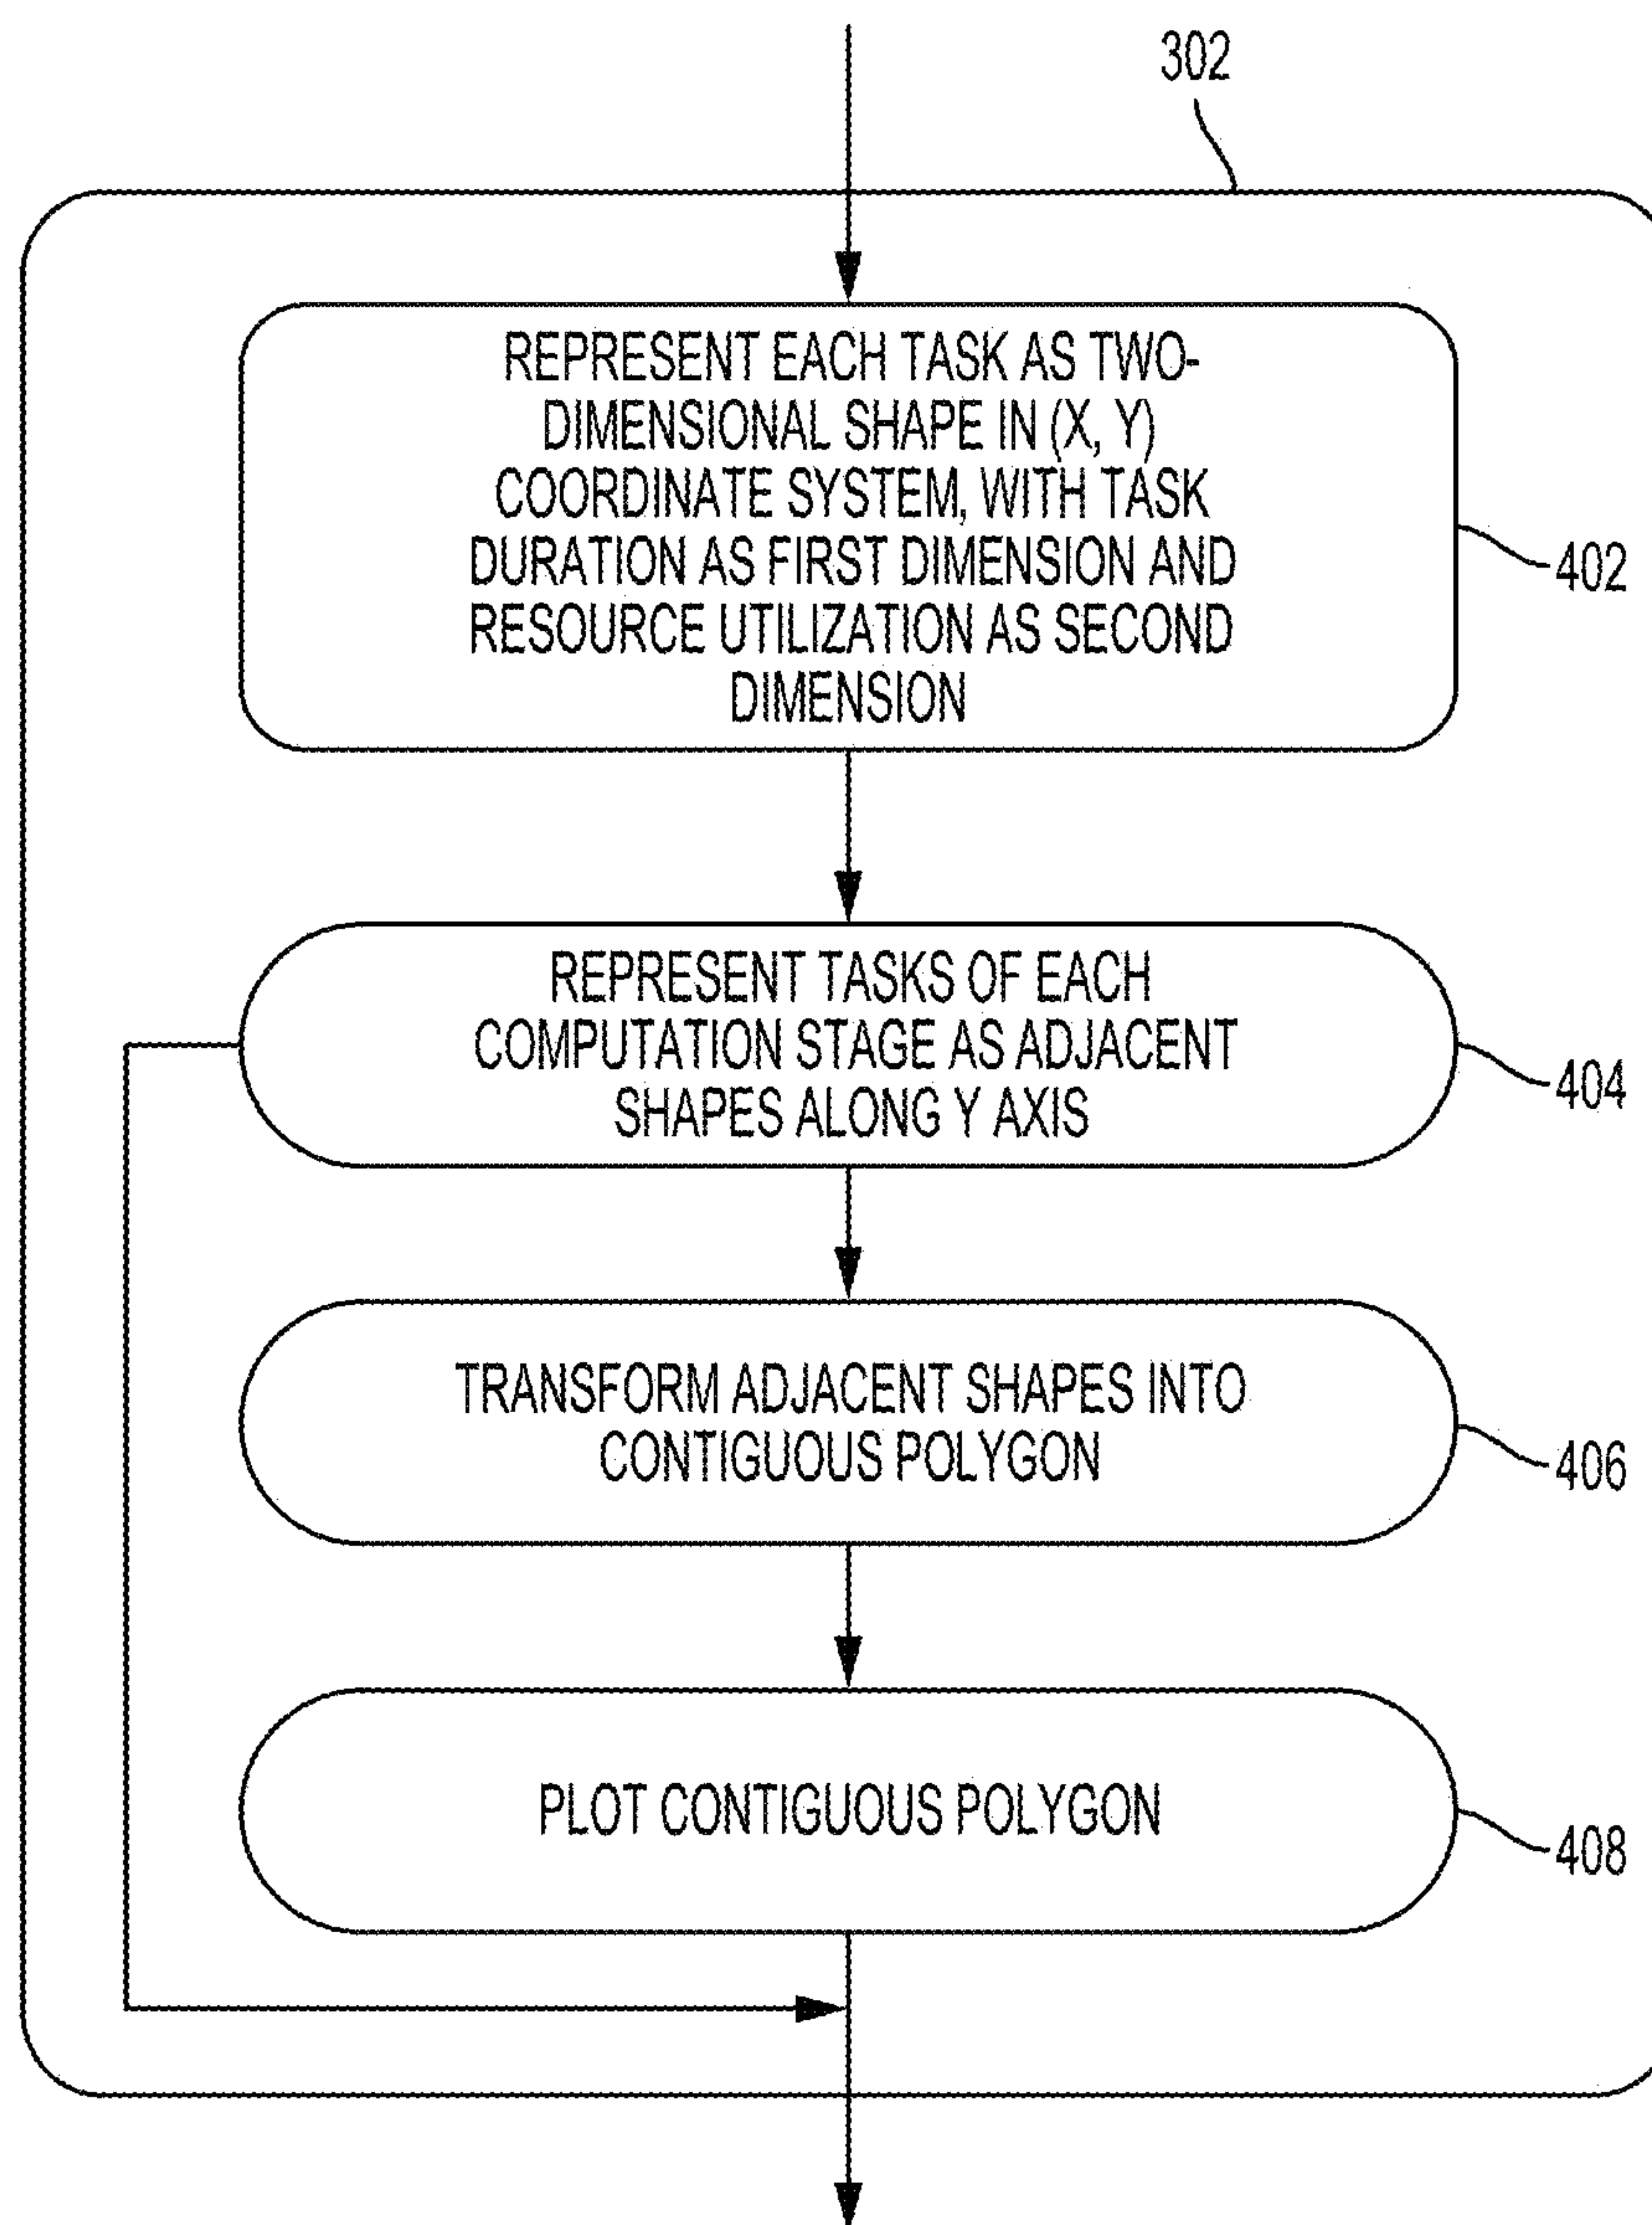 302
REPRESENT EACH TASK AS TWO-
DIMENSIONAL SHAPE IN (X, Y)
COORDINATE SYSTEM, WITH TASK
DURATION AS FIRST DIMENSION AND
RESOURCE UTILIZATION AS SECOND
DIMENSION
402
REPRESENT TASKS OF EACH
COMPUTATION STAGE AS ADJACENT
SHAPES ALONG Y AXIS
404
TRANSFORM ADJACENT SHAPES INTO
CONTIGUOUS POLYGON
406
PLOT CONTIGUOUS POLYGON
408